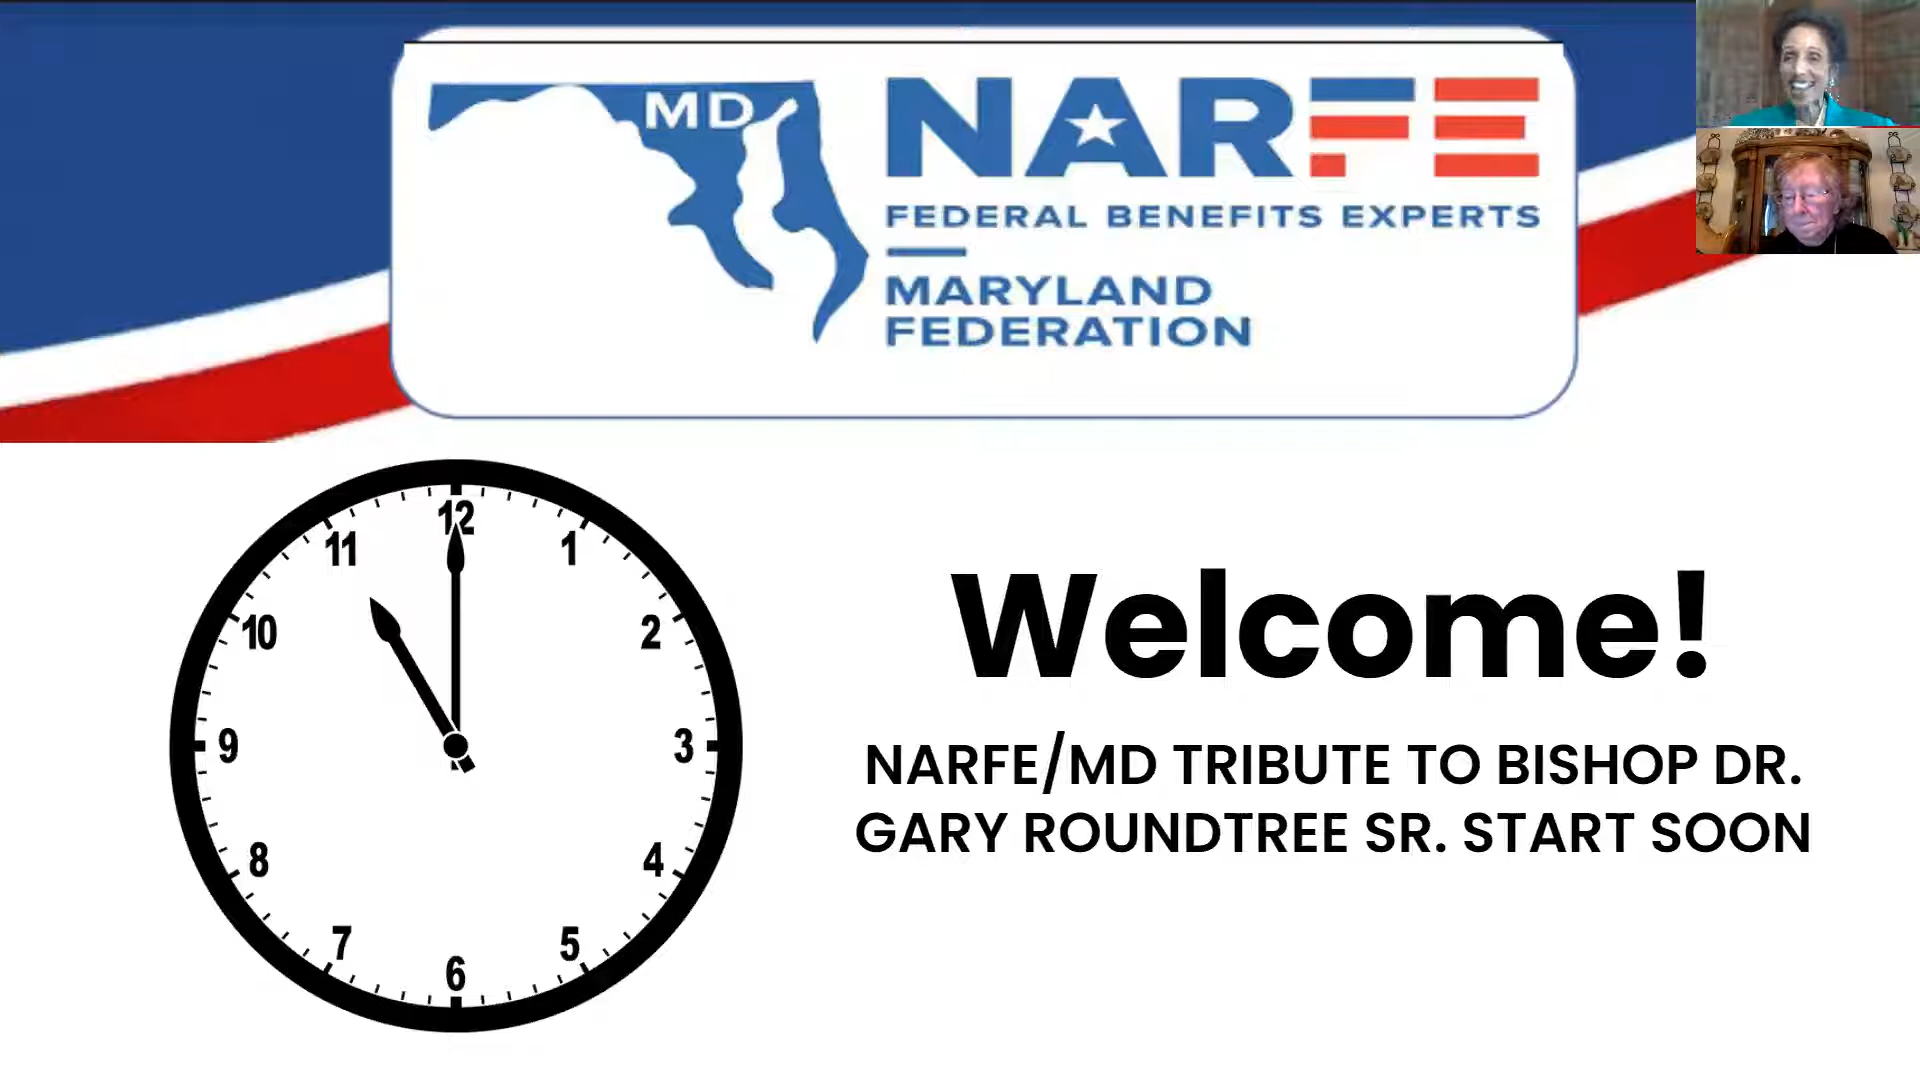 MD
NARFE
FEDERAL BENEFITS EXPERTS
MARYLAND
FEDERATION
12
11
1
10
2
9
3
8
4
7
5
6
Welcome!
NARFE/MD TRIBUTE TO BISHOP DR.
GARY ROUNDTREE SR. START SOON